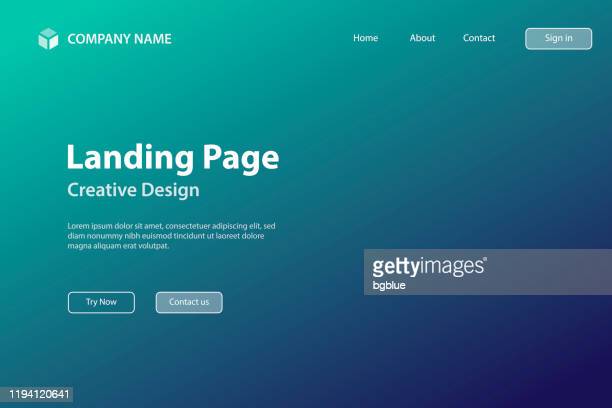 COMPANY NAME
Home About Contact Sign in
Landing Page
Creative Design
Lorem ipsum dolor sit amet, consectetuer adipiscing elit, sed
diam nonummy nibh euismod tincidunt ut laoreet dolore
magna aliquam erat volutpat.
Try Now Contact us
gettyimages®
bgblue
1194120641